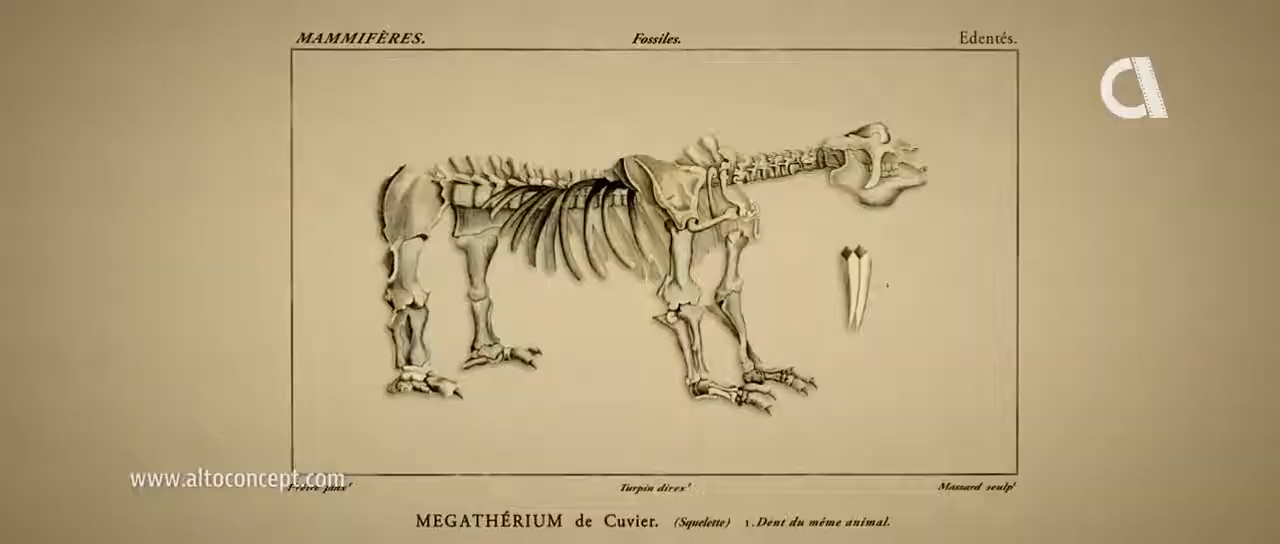 MAMMIFÈRES. Fossiles. Edentés.
www.altoconcept.com
pinx.t Turpin direx.t Massard sculp.t
MEGATHÉRIUM de Cuvier. (Squelette) 1. Dent du même animal.